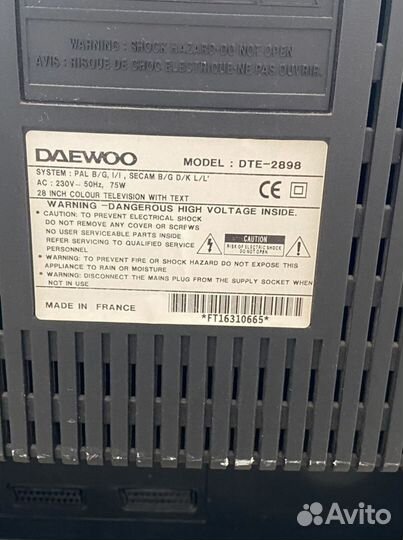 WARNING : SHOCK HAZARD-DO NOT OPEN
AVIS : RISQUE DE CHOC ELECTRIQUE-NE PAS OUVRIR.
DAEWOO MODEL : DTE-2898
SYSTEM : PAL B/G, I/I , SECAM B/G D/K L/L'
AC : 230V~ 50Hz, 75W
28 INCH COLOUR TELEVISION WITH TEXT
CE
WARNING -DANGEROUS HIGH VOLTAGE INSIDE.
• CAUTION: TO PREVENT ELECTRICAL SHOCK
DO NOT REMOVE ANY COVER OR SCREWS
NO USER SERVICEABLE PARTS INSIDE
REFER SERVICING TO QUALIFIED SERVICE
PERSONNEL
CAUTION
RISK OF ELECTRIC SHOCK
DO NOT OPEN
• WARNING: TO PREVENT FIRE OR SHOCK HAZARD DO NOT EXPOSE THIS
APPLIANCE TO RAIN OR MOISTURE
• WARNING: DISCONNECT THE MAINS PLUG FROM THE SUPPLY SOCKET WHEN
NOT IN USE
MADE IN FRANCE
*FT16310665*
Avito